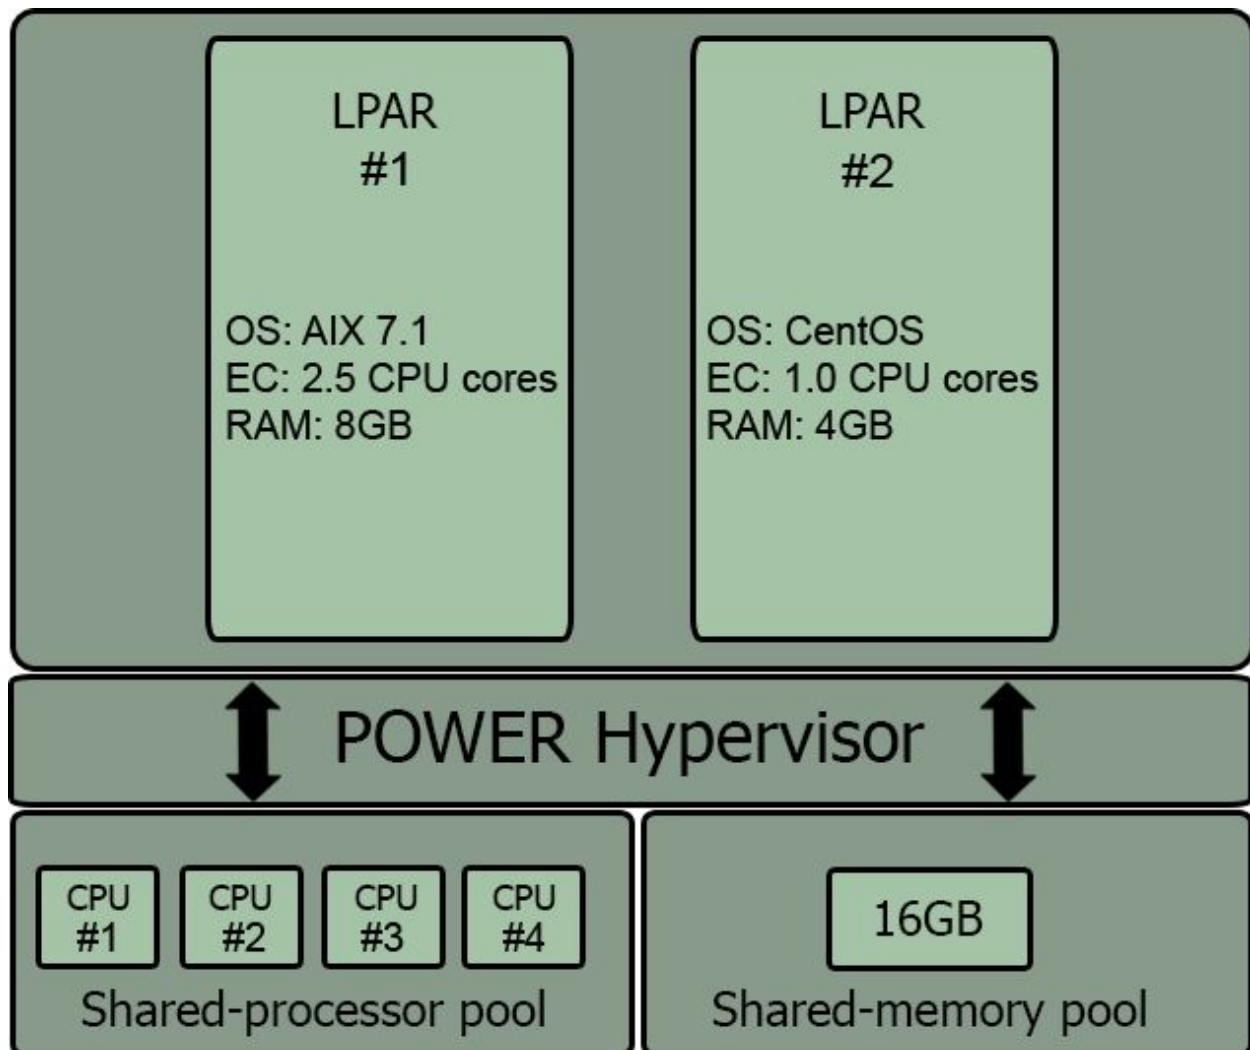 LPAR
#1
OS: AIX 7.1
EC: 2.5 CPU cores
RAM: 8GB
LPAR
#2
OS: CentOS
EC: 1.0 CPU cores
RAM: 4GB
POWER Hypervisor
CPU
#1
CPU
#2
CPU
#3
CPU
#4
Shared-processor pool
16GB
Shared-memory pool